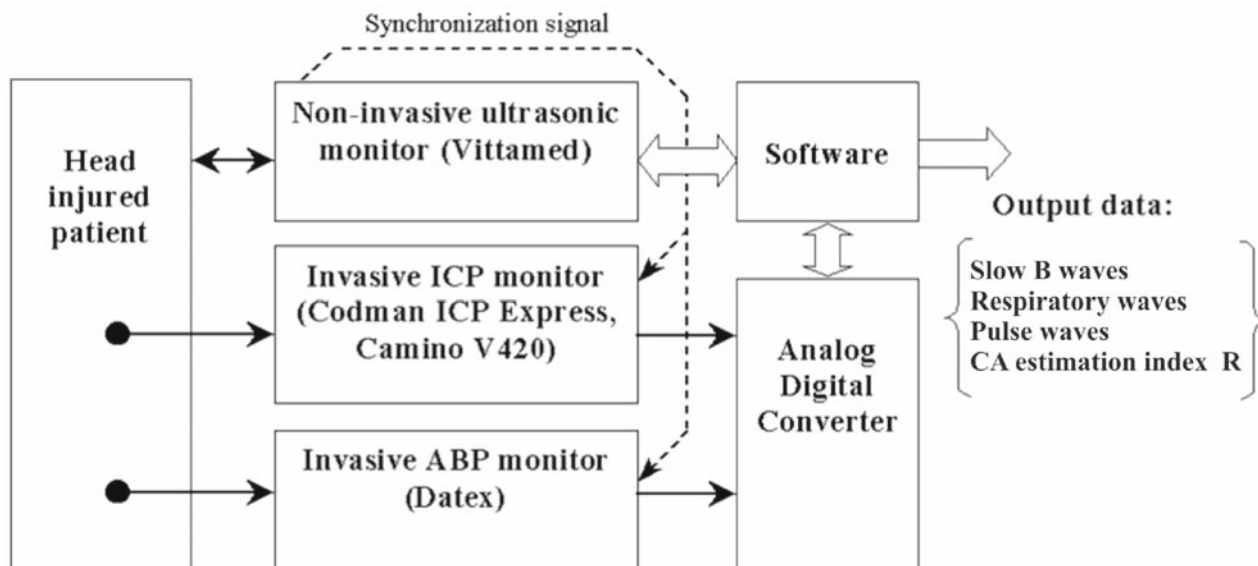 Synchronization signal
Head
injured
patient
Non-invasive ultrasonic
monitor (Vittamed)
Invasive ICP monitor
(Codman ICP Express,
Camino V420)
Invasive ABP monitor
(Datex)
Software
Analog
Digital
Converter
Output data:
Slow B waves
Respiratory waves
Pulse waves
CA estimation index R